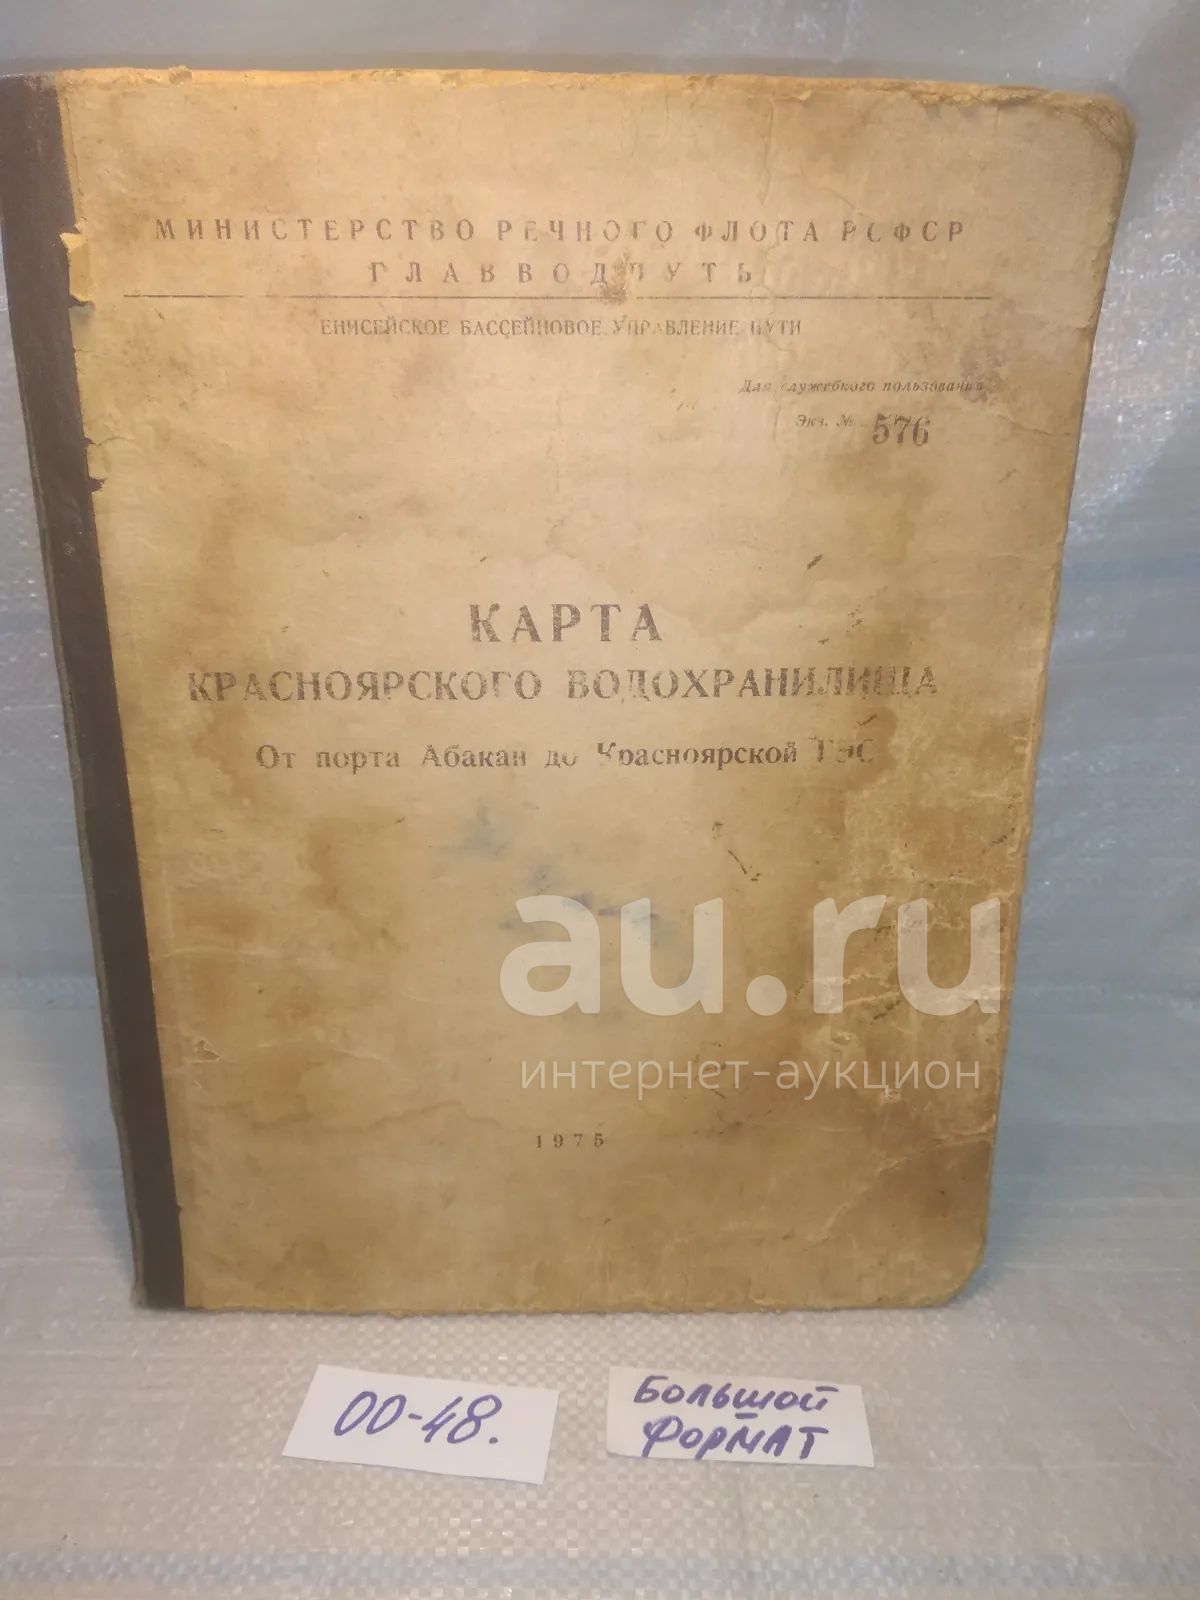 МИНИСТЕРСТВО РЕЧНОГО ФЛОТА РСФСР
ГЛАВВОДПУТЬ
ЕНИСЕЙСКОЕ БАССЕЙНОВОЕ УПРАВЛЕНИЕ ПУТИ
Для служебного пользования
Экз. № 576
КАРТА
КРАСНОЯРСКОГО ВОДОХРАНИЛИЩА
От порта Абакан до Красноярской ГЭС
au.ru
интернет-аукцион
1975
00-48.
БОЛЬШОЙ
ФОРМАТ